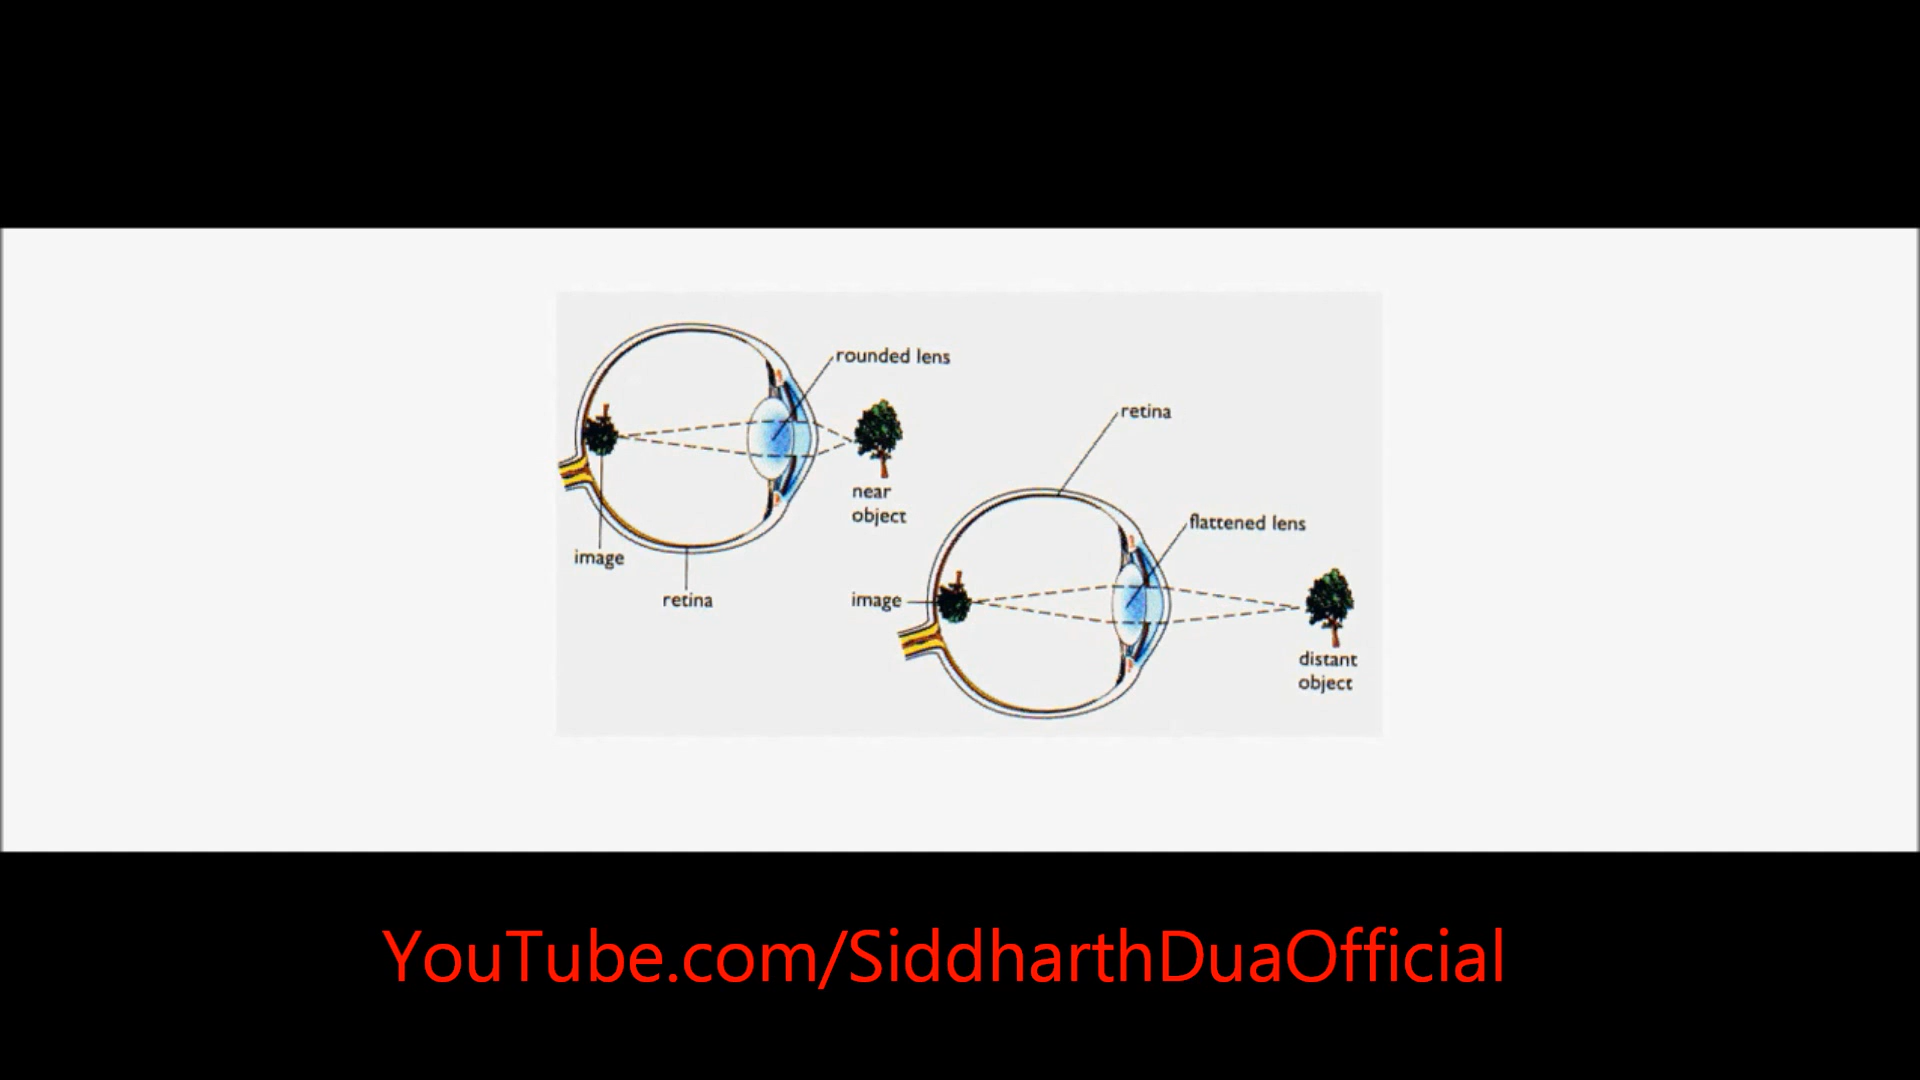 rounded lens
near
object
image
retina
retina
flattened lens
image
distant
object
YouTube.com/SiddharthDuaOfficial